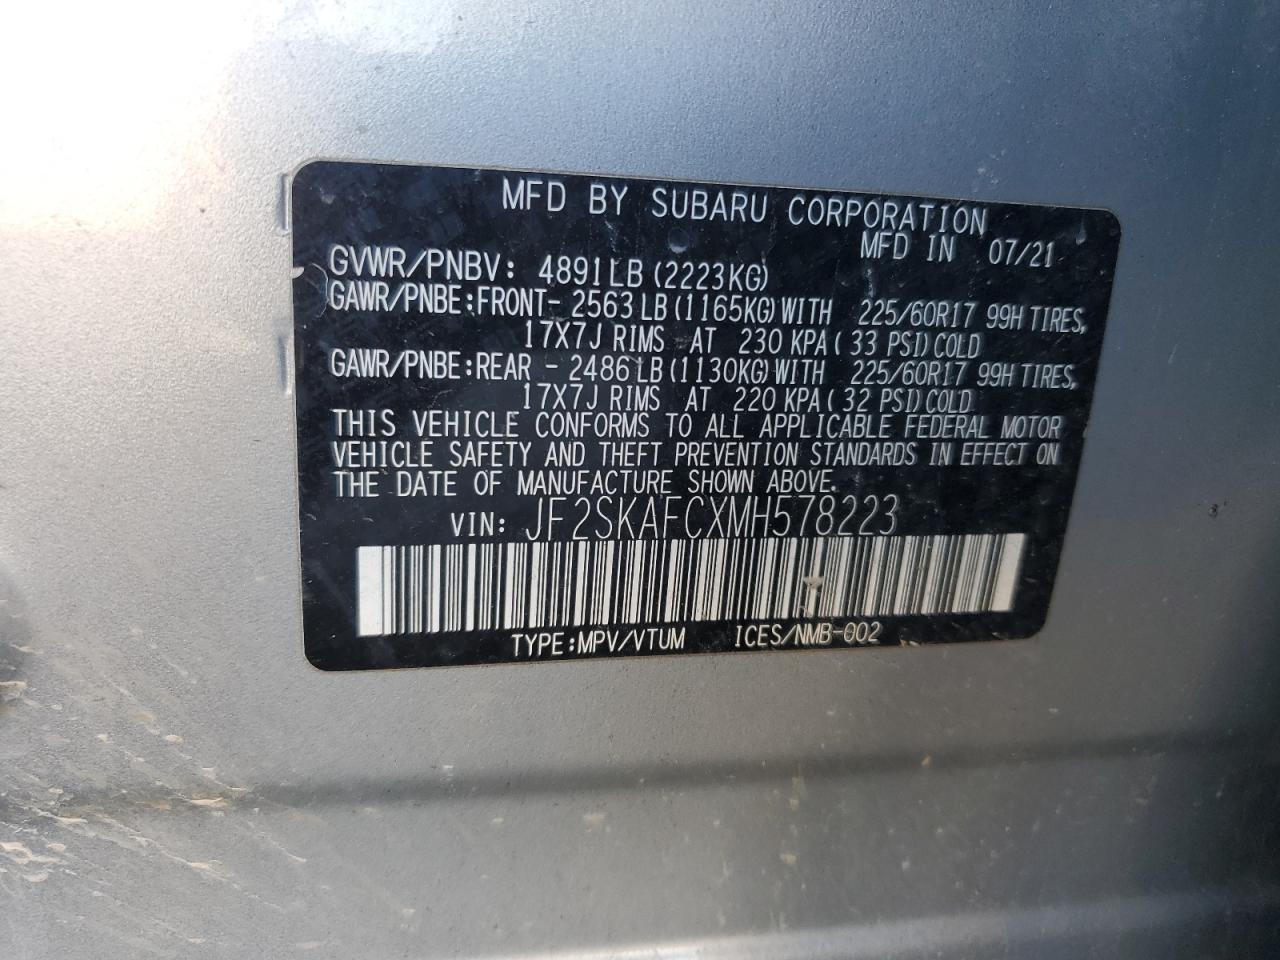 MFD BY SUBARU CORPORATION
MFD IN 07/21
GVWR/PNBV: 4891LB (2223KG)
GAWR/PNBE:FRONT- 2563 LB (1165KG) WITH 225/60R17 99H TIRES,
17X7J RIMS AT 230 KPA ( 33 PSI) COLD
GAWR/PNBE:REAR - 2486 LB (1130KG) WITH 225/60R17 99H TIRES,
17X7J RIMS AT 220 KPA ( 32 PSI) COLD
THIS VEHICLE CONFORMS TO ALL APPLICABLE FEDERAL MOTOR
VEHICLE SAFETY AND THEFT PREVENTION STANDARDS IN EFFECT ON
THE DATE OF MANUFACTURE SHOWN ABOVE.
VIN: JF2SKAFCXMH578223
TYPE:MPV/VTUM ICES/NMB-002